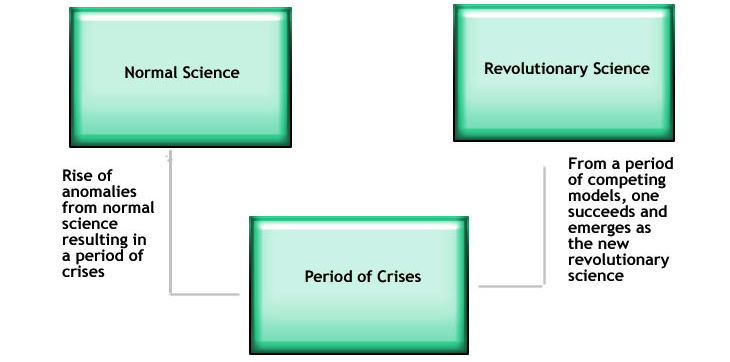 Normal Science
Revolutionary Science
Rise of
anomalies
from normal
science
resulting in
a period of
crises
From a period
of competing
models, one
succeeds and
emerges as
the new
revolutionary
science
Period of Crises